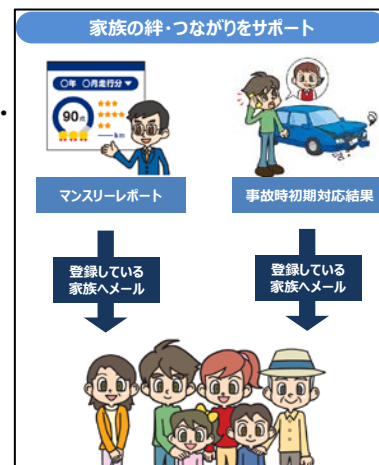 家族の絆・つながりをサポート
〇年 〇月走行分▼
90点
km
マンスリーレポート
事故時初期対応結果
登録している
家族へメール
登録している
家族へメール